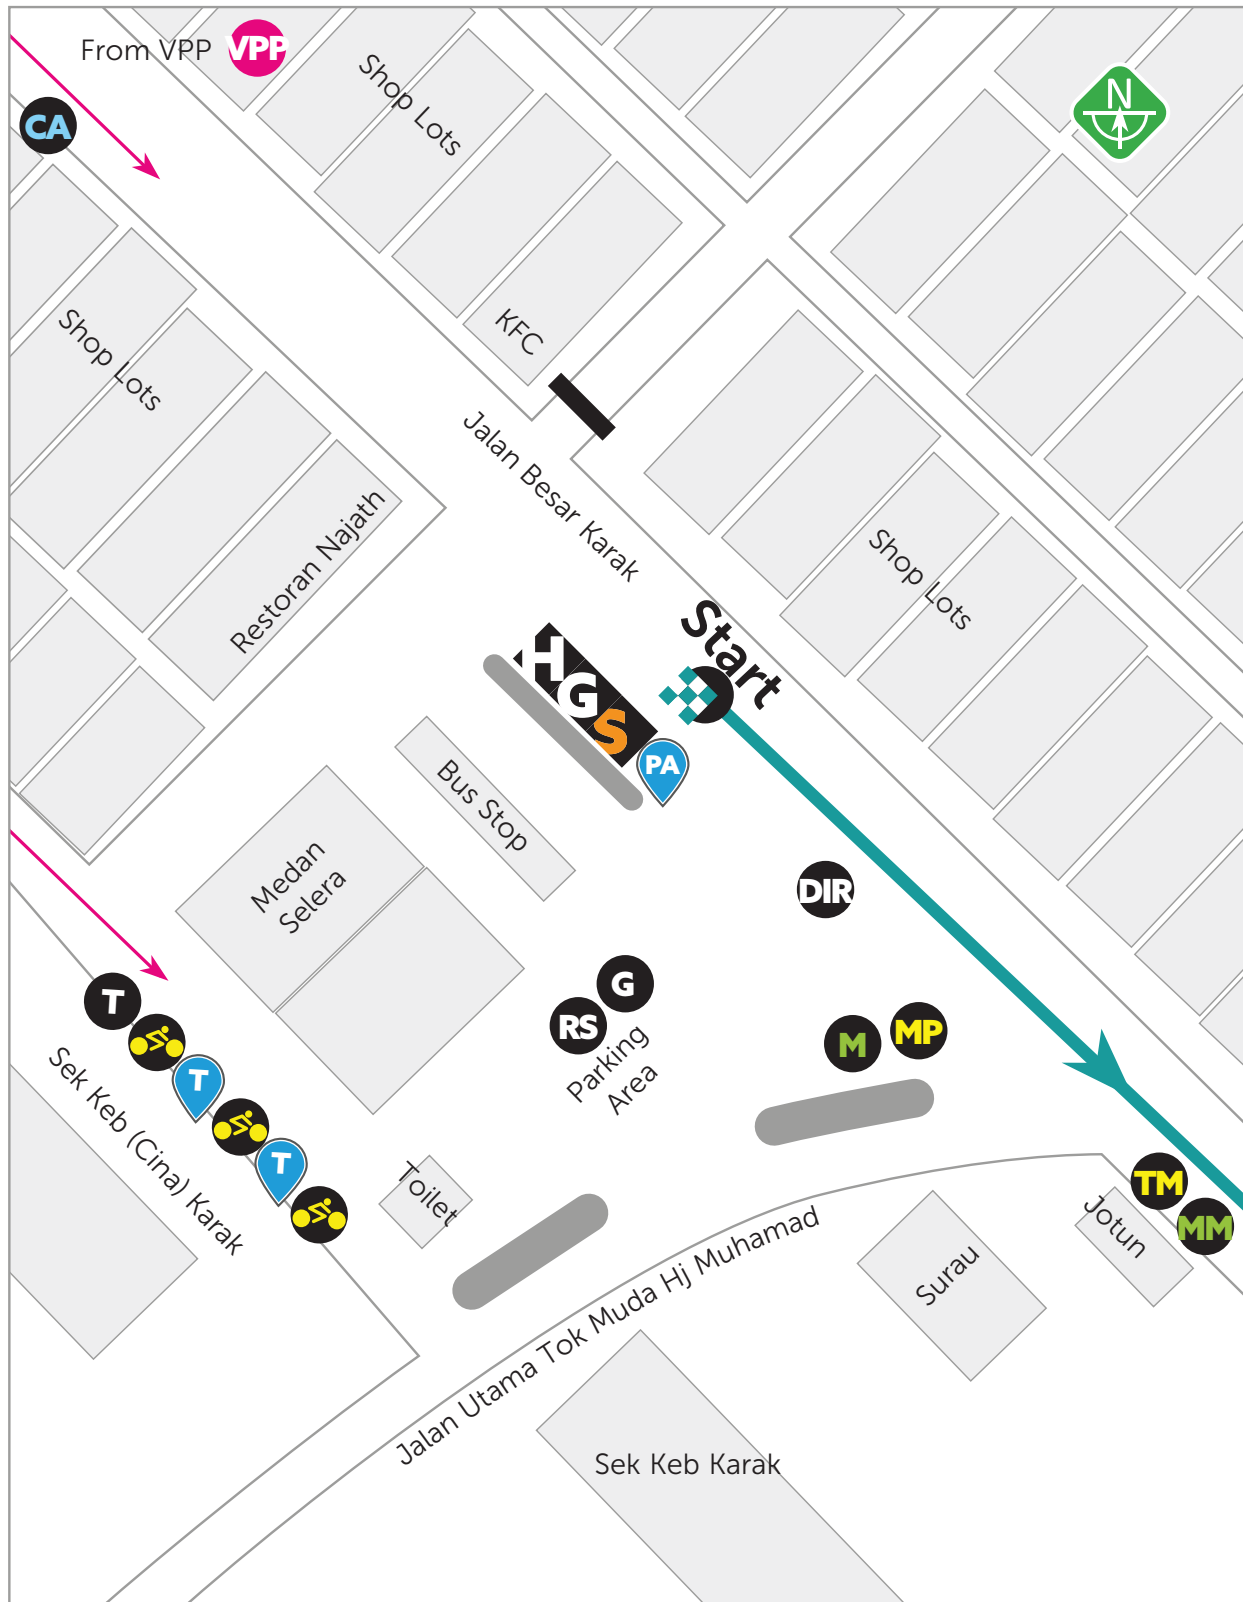 From VPP
VPP
N
CA
Shop Lots
Shop Lots
KFC
Jalan Besar Karak
Restoran Najath
Shop Lots
Start
HGS
PA
Bus Stop
Medan
Selera
DIR
G
RS
Parking
Area
M
MP
T
T
T
Sek Keb (Cina) Karak
Toilet
TM
MM
Jotun
Surau
Jalan Utama Tok Muda Hj Muhamad
Sek Keb Karak